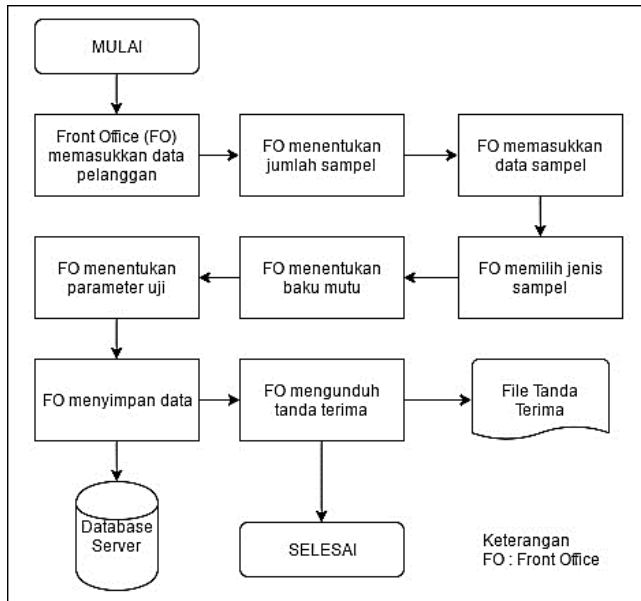 MULAI
Front Office (FO)
memasukkan data
pelanggan
FO menentukan
jumlah sampel
FO memasukkan
data sampel
FO memilih jenis
sampel
FO menentukan
baku mutu
FO menentukan
parameter uji
FO menyimpan data
FO mengunduh
tanda terima
File Tanda
Terima
Database
Server
SELESAI
Keterangan
FO : Front Office